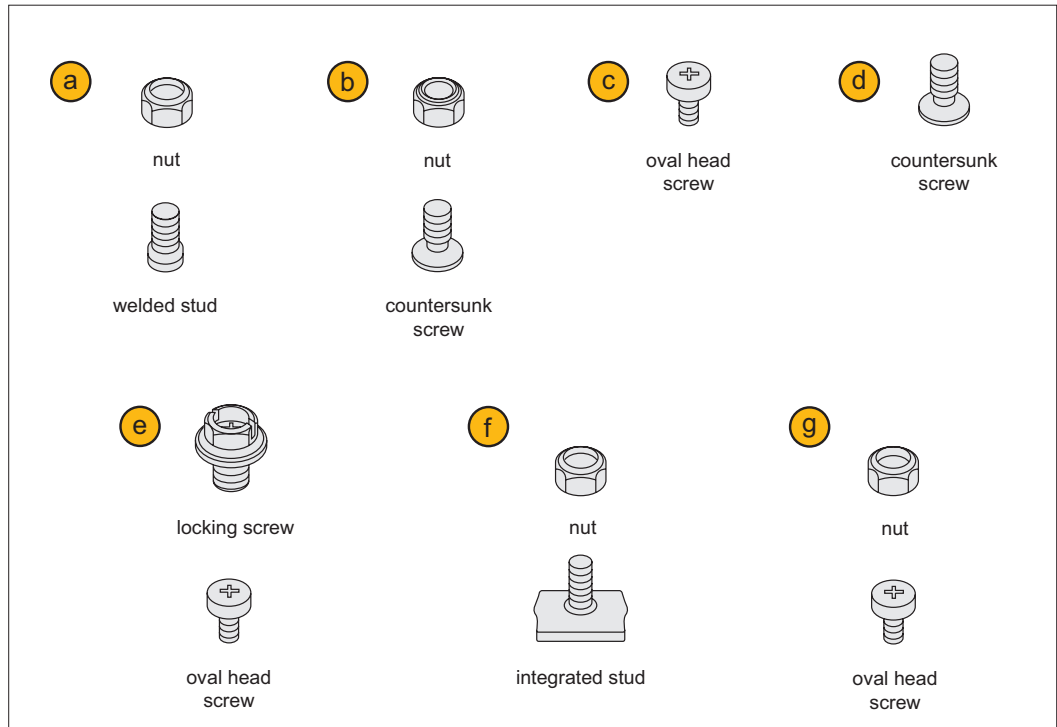 a
nut
welded stud
b
nut
countersunk
screw
c
oval head
screw
d
countersunk
screw
e
locking screw
oval head
screw
f
nut
integrated stud
g
nut
oval head
screw